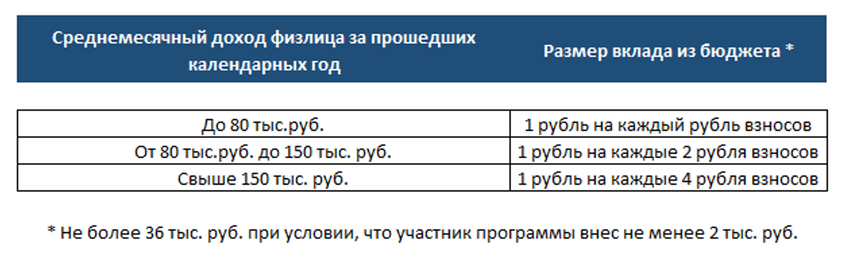 Среднемесячный доход физлица за прошедших
календарных год
Размер вклада из бюджета *
До 80 тыс.руб.
1 рубль на каждый рубль взносов
От 80 тыс.руб. до 150 тыс. руб.
1 рубль на каждые 2 рубля взносов
Свыше 150 тыс. руб.
1 рубль на каждые 4 рубля взносов
* Не более 36 тыс. руб. при условии, что участник программы внес не менее 2 тыс. руб.